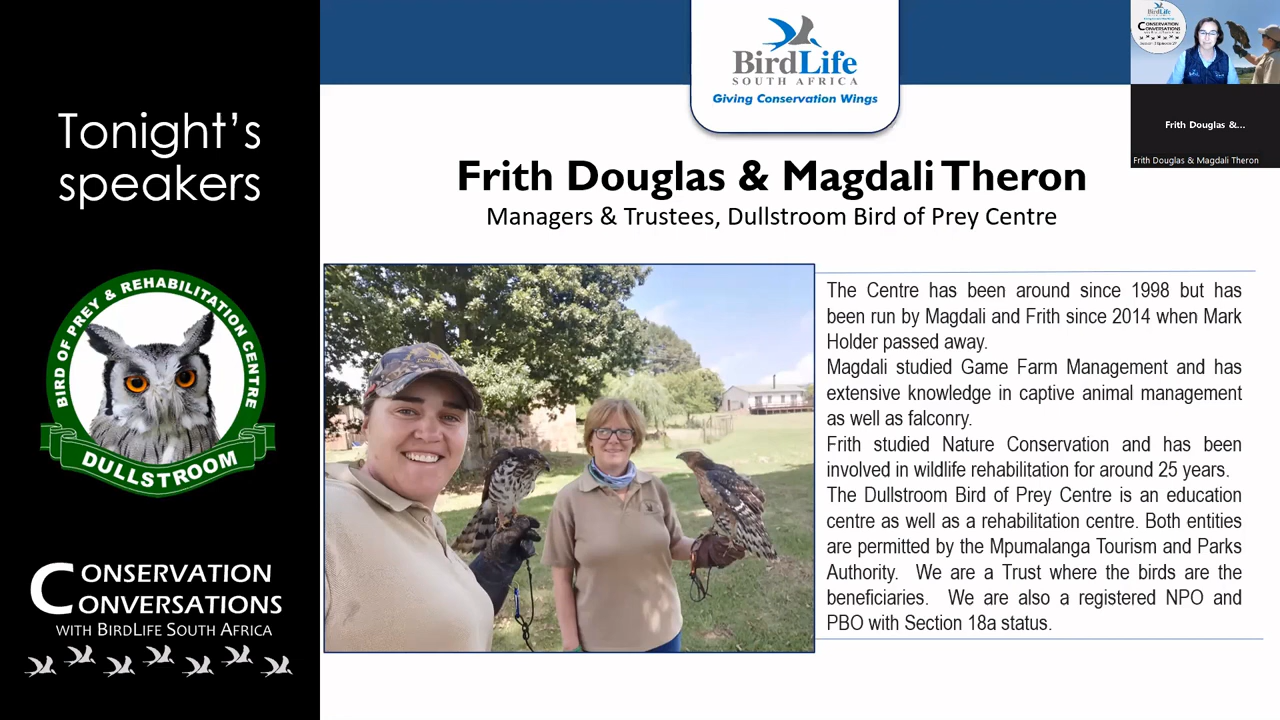 Tonight's
speakers
BIRD OF PREY & REHABILITATION CENTRE
DULLSTROOM
CONSERVATION
CONVERSATIONS
WITH BIRDLIFE SOUTH AFRICA
BirdLife
SOUTH AFRICA
Giving Conservation Wings
Frith Douglas & Magdali Theron
Managers & Trustees, Dullstroom Bird of Prey Centre
The Centre has been around since 1998 but has
been run by Magdali and Frith since 2014 when Mark
Holder passed away.
Magdali studied Game Farm Management and has
extensive knowledge in captive animal management
as well as falconry.
Frith studied Nature Conservation and has been
involved in wildlife rehabilitation for around 25 years.
The Dullstroom Bird of Prey Centre is an education
centre as well as a rehabilitation centre. Both entities
are permitted by the Mpumalanga Tourism and Parks
Authority. We are a Trust where the birds are the
beneficiaries. We are also a registered NPO and
PBO with Section 18a status.
BirdLife
CONSERVATION
CONVERSATIONS
Frith Douglas &...
Frith Douglas & Magdali Theron